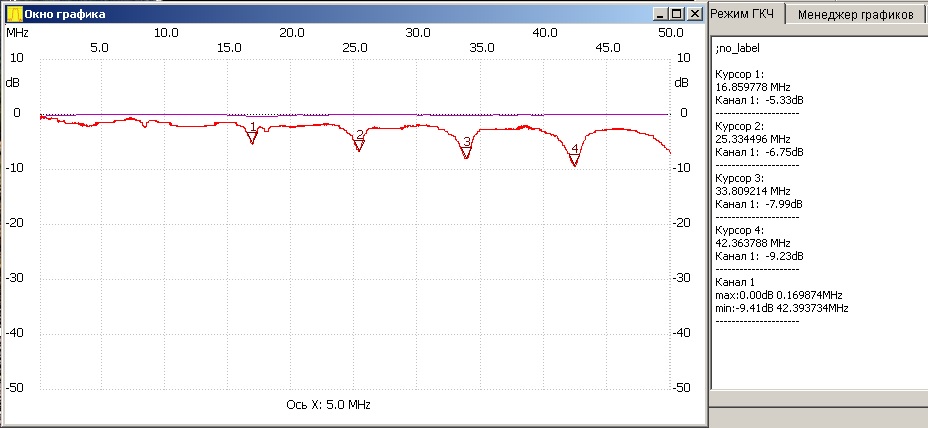 Окно графика
MHz 10.0 20.0 30.0 40.0 50.0
5.0 15.0 25.0 35.0 45.0
10 10
dB dB
0 0
1 2 3 4
-10 -10
-20 -20
-30 -30
-40 -40
-50 -50
Ось X: 5.0 MHz
Режим ГКЧ Менеджер графиков
;no_label
Курсор 1:
16.859778 MHz
Канал 1: -5.33dB
---------------------
Курсор 2:
25.334496 MHz
Канал 1: -6.75dB
---------------------
Курсор 3:
33.809214 MHz
Канал 1: -7.99dB
---------------------
Курсор 4:
42.363788 MHz
Канал 1: -9.23dB
---------------------
Канал 1
max:0.00dB 0.169874MHz
min:-9.41dB 42.393734MHz
---------------------